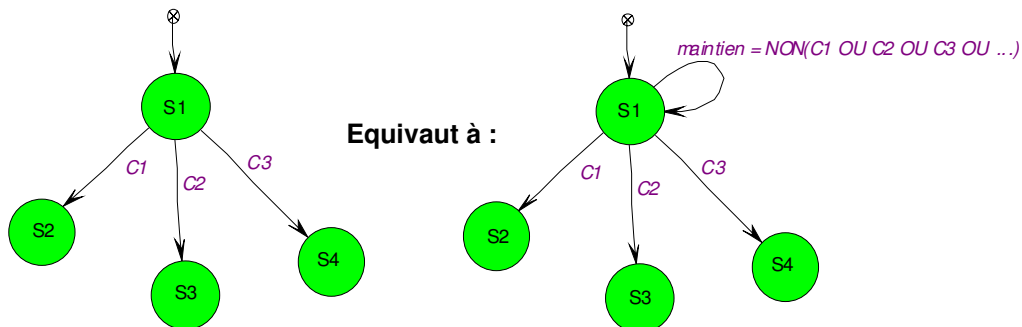 maintien = NON(C1 OU C2 OU C3 OU ...)
S1
S1
Equivaut à :
C1
C2
C3
C1
C2
C3
S2
S3
S4
S2
S3
S4